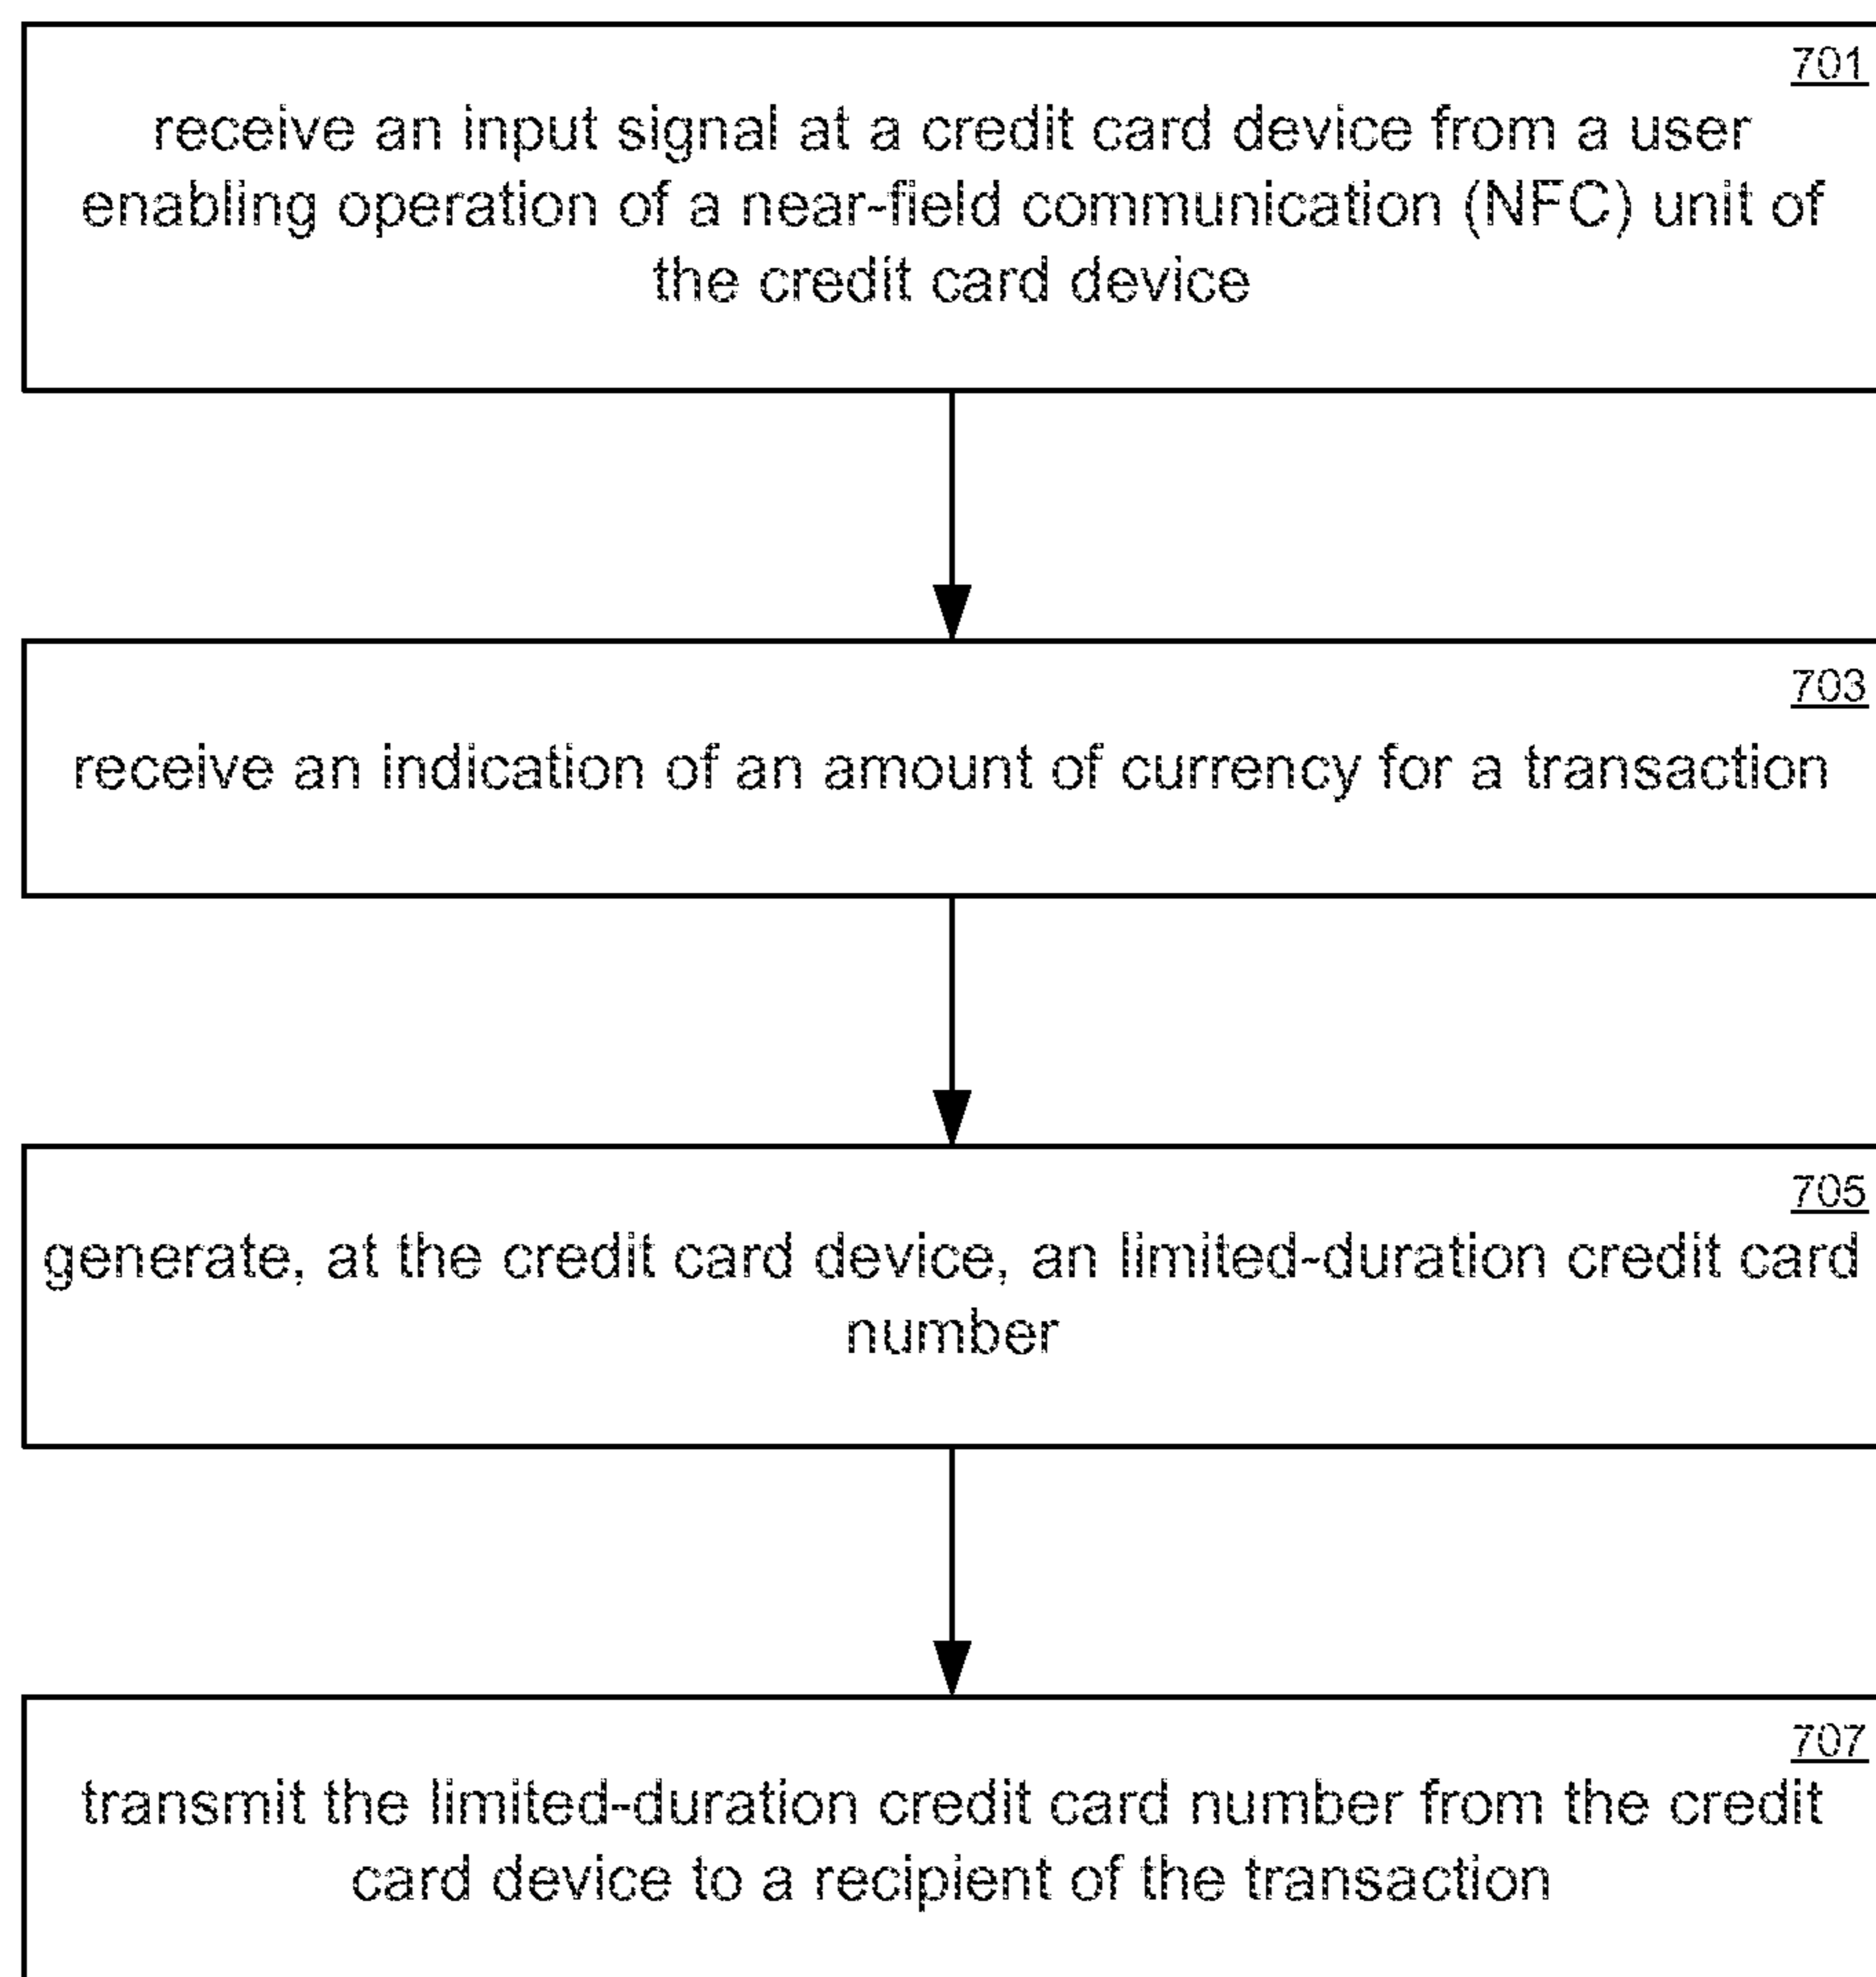 701
receive an input signal at a credit card device from a user
enabling operation of a near-field communication (NFC) unit of
the credit card device
703
receive an indication of an amount of currency for a transaction
705
generate, at the credit card device, an limited-duration credit card
number
707
transmit the limited-duration credit card number from the credit
card device to a recipient of the transaction